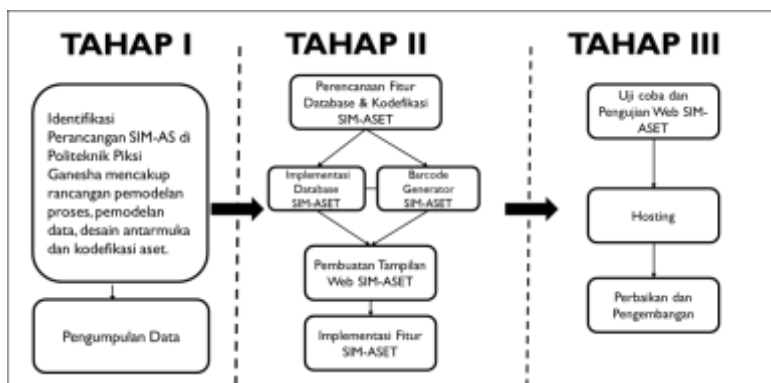 TAHAP I
Identifikasi
Perancangan SIM-AS di
Politeknik Piksi
Ganesha mencakup
rancangan pemodelan
proses, pemodelan
data, desain antarmuka
dan kodefikasi aset.
Pengumpulan Data
TAHAP II
Perencanaan Fitur
Database & Kodefikasi
SIM-ASET
Implementasi
Database
SIM-ASET
Barcode
Generator
SIM-ASET
Pembuatan Tampilan
Web SIM-ASET
Implementasi Fitur
SIM-ASET
TAHAP III
Uji coba dan
Pengujian Web SIM-
ASET
Hosting
Perbaikan dan
Pengembangan